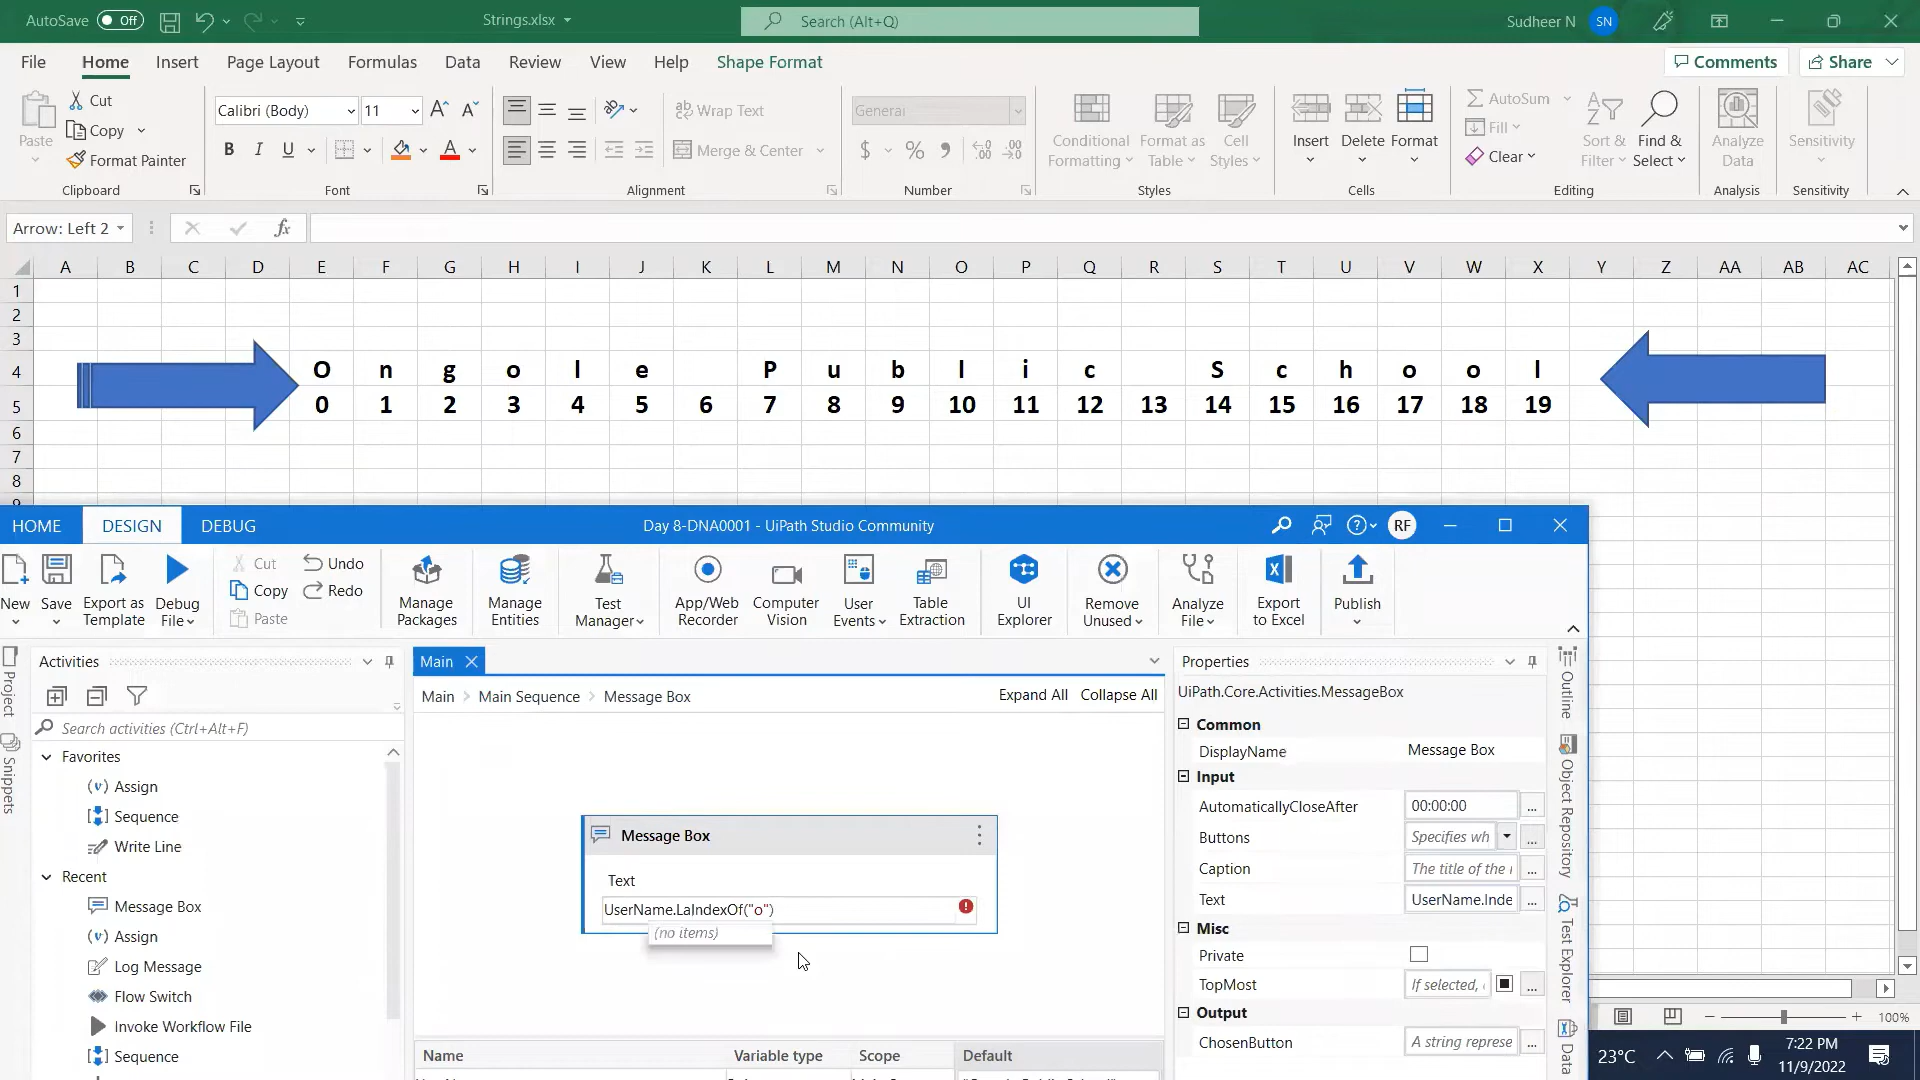 AutoSave Off Strings.xlsx Search (Alt+Q) Sudheer N SN
File Home Insert Page Layout Formulas Data Review View Help Shape Format Comments Share
Paste Cut Copy Format Painter
Calibri (Body) 11
B I U
Wrap Text
Merge & Center
General
$ %
Conditional Formatting Format as Table Cell Styles
Insert Delete Format
AutoSum Fill Clear
Sort & Filter Find & Select Analyze Data Sensitivity
Clipboard Font Alignment Number Styles Cells Editing Analysis Sensitivity
Arrow: Left 2 fx
A B C D E F G H I J K L M N O P Q R S T U V W X Y Z AA AB AC
1
2
3
4 O n g o l e P u b l i c S c h o o l
5 0 1 2 3 4 5 6 7 8 9 10 11 12 13 14 15 16 17 18 19
6
7
8
9
HOME DESIGN DEBUG Day 8-DNA0001 - UiPath Studio Community RF
New Save Export as Template Debug File Cut Copy Paste Undo Redo
Manage Packages Manage Entities Test Manager App/Web Recorder Computer Vision User Events Table Extraction UI Explorer Remove Unused Analyze File Export to Excel Publish
Project
Snippets
Activities
Search activities (Ctrl+Alt+F)
Favorites
Assign
Sequence
Write Line
Recent
Message Box
Assign
Log Message
Flow Switch
Invoke Workflow File
Sequence
Main
Main > Main Sequence > Message Box Expand All Collapse All
Message Box
Text
UserName.LaIndexOf("o")
(no items)
Name Variable type Scope Default
Properties
UiPath.Core.Activities.MessageBox
Common
DisplayName Message Box
Input
AutomaticallyCloseAfter 00:00:00 ...
Buttons Specifies wh ...
Caption The title of the ...
Text UserName.Inde ...
Misc
Private
TopMost If selected, ...
Output
ChosenButton A string represe ...
Outline
Object Repository
Test Explorer
Data
100%
23°C 7:22 PM
11/9/2022